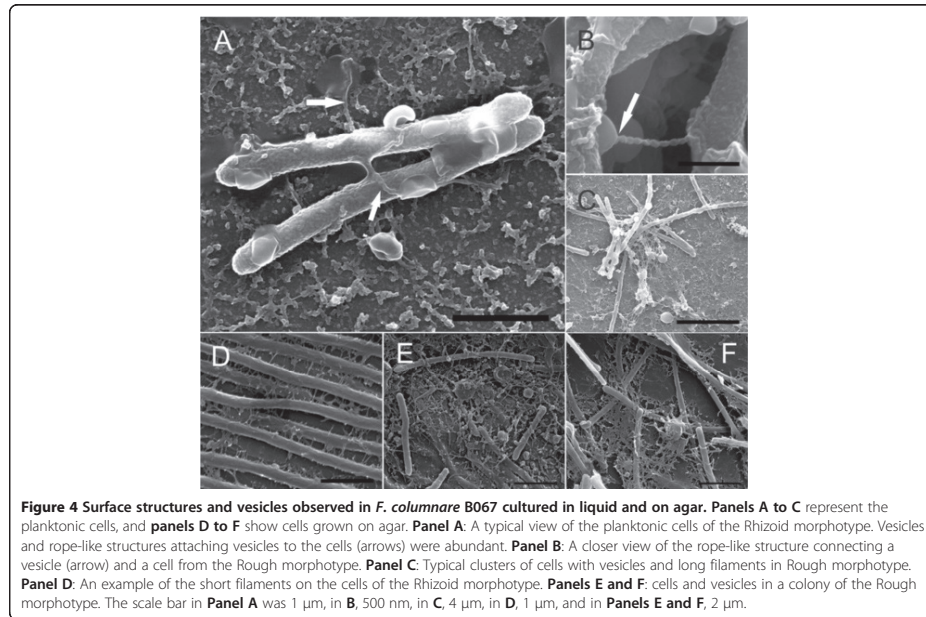 A
B
C
D
E
F
Figure 4 Surface structures and vesicles observed in F. columnare B067 cultured in liquid and on agar. Panels A to C represent the
planktonic cells, and panels D to F show cells grown on agar. Panel A: A typical view of the planktonic cells of the Rhizoid morphotype. Vesicles
and rope-like structures attaching vesicles to the cells (arrows) were abundant. Panel B: A closer view of the rope-like structure connecting a
vesicle (arrow) and a cell from the Rough morphotype. Panel C: Typical clusters of cells with vesicles and long filaments in Rough morphotype.
Panel D: An example of the short filaments on the cells of the Rhizoid morphotype. Panels E and F: cells and vesicles in a colony of the Rough
morphotype. The scale bar in Panel A was 1 μm, in B, 500 nm, in C, 4 μm, in D, 1 μm, and in Panels E and F, 2 μm.